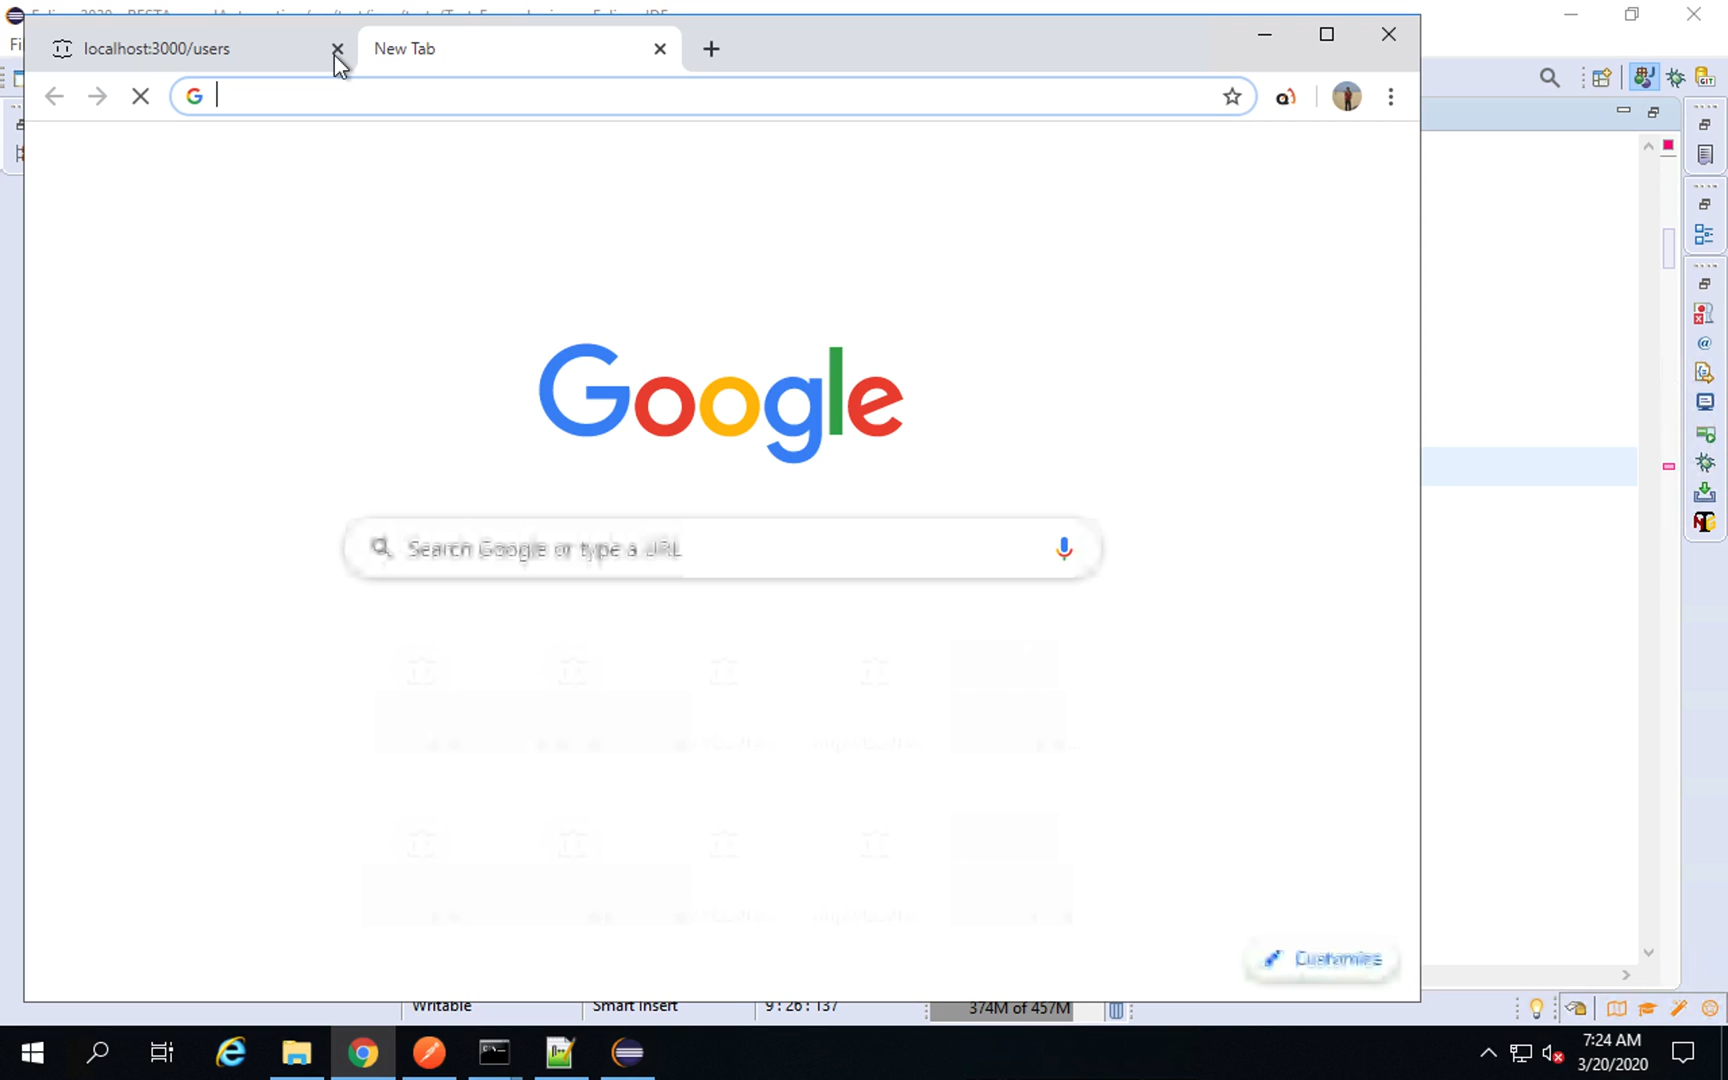 localhost:3000/users
New Tab
Google
Search Google or type a URL
Customize
Writable
Smart Insert
9:26:137
374M of 457M
7:24 AM
3/20/2020